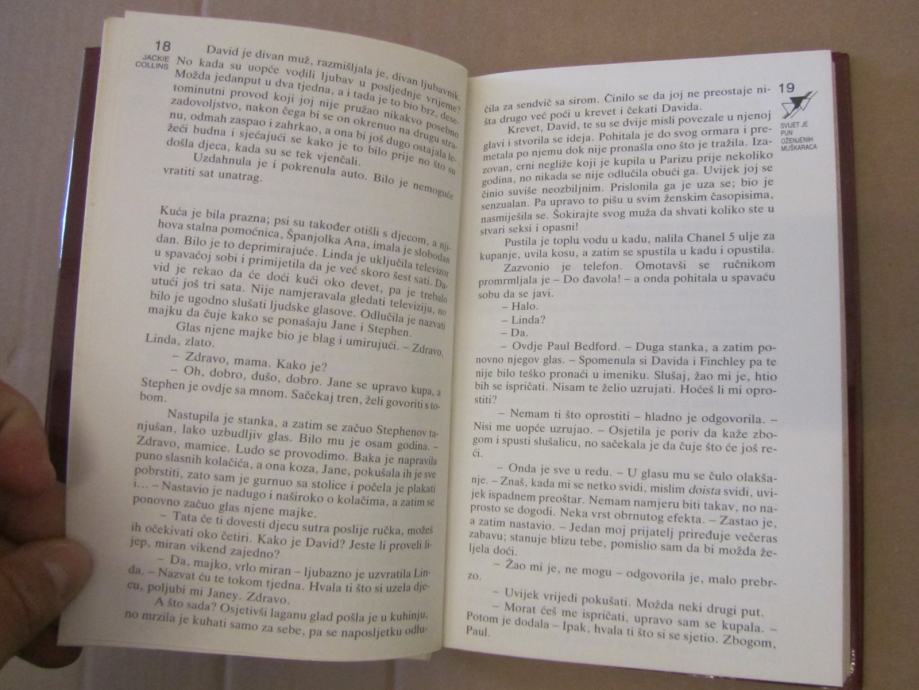 18
JACKIE
COLLINS
David je divan muž, razmišljala je, divan ljubavnik.
No kada su uopće vodili ljubav u posljednje vrijeme?
Možda jedanput u dva tjedna, a i tada je to bio brz, dese-
tominutni provod koji joj nije pružao nikakvo posebno
zadovoljstvo, nakon čega bi se on okrenuo na drugu stra-
nu, odmah zaspao i zahrkao, a ona bi još dugo ostajala le-
žeći budna i sjećajući se kako je to bilo prije no što su
došla djeca, kada su se tek vjenčali.
Uzdahnula je i pokrenula auto. Bilo je nemoguće
vratiti sat unatrag.
Kuća je bila prazna; psi su također otišli s djecom, a nji-
hova stalna pomoćnica, Španjolka Ana, imala je slobodan
dan. Bilo je to deprimirajuće. Linda je uključila televizor
u spavaćoj sobi i primijetila da je već skoro šest sati. Da-
vid je rekao da će doći kući oko devet, pa je trebalo
utući još tri sata. Nije namjeravala gledati televiziju, no
bilo je ugodno slušati ljudske glasove. Odlučila je nazvati
majku da čuje kako se ponašaju Jane i Stephen.
Glas njene majke bio je blag i umirujući. – Zdravo,
Linda, zlato.
– Zdravo, mama. Kako je?
– Oh, dobro, dušo, dobro. Jane se upravo kupa, a
Stephen je ovdje sa mnom. Sačekaj tren, želi govoriti s to-
bom.
Nastupila je stanka, a zatim se začuo Stephenov ta-
njušan, lako uzbudljiv glas. Bilo mu je osam godina. –
Zdravo, mamice. Ludo se provodimo. Baka je napravila
puno slasnih kolačića, a ona koza, Jane, pokušala ih je sve
pobrstiti, zato sam je gurnuo sa stolice i počela je plakati
i... – Nastavio je nadugo i naširoko o kolačima, a zatim se
ponovno začuo glas njene majke.
– Tata će ti dovesti djecu sutra poslije ručka, možeš
ih očekivati oko četiri. Kako je David? Jeste li proveli li-
jep, miran vikend zajedno?
– Da, majko, vrlo miran – ljubazno je uzvratila Lin-
da. – Nazvat ću te tokom tjedna. Hvala ti što si uzela dje-
cu, poljubi mi Janey. Zdravo.
A što sada? Osjetivši laganu glad pošla je u kuhinju,
no mrzila je kuhati samo za sebe, pa se naposljetku odlu-
19
SVIJET JE
PUN
OŽENJENIH
MUŠKARACA
čila za sendvič sa sirom. Činilo se da joj ne preostaje ni-
šta drugo već poći u krevet i čekati Davida.
Krevet, David, te su se dvije misli povezale u njenoj
glavi i stvorila se ideja. Pohitala je do svog ormara i pre-
metala po njemu dok nije pronašla ono što je tražila. Iza-
zovan, crni negliže koji je kupila u Parizu prije nekoliko
godina, no nikada se nije odlučila obući ga. Uvijek joj se
činio suviše neozbiljnim. Prislonila ga je uza se; bio je
senzualan. Pa upravo to pišu u svim ženskim časopisima,
nasmiješila se. Šokirajte svog muža da shvati koliko ste u
stvari seksi i opasni!
Pustila je toplu vodu u kadu, nalila Chanel 5 ulje za
kupanje, uvila kosu, a zatim se spustila u kadu i opustila.
Zazvonio je telefon. Omotavši se ručnikom
promrmljala je – Do đavola! – a onda pohitala u spavaću
sobu da se javi.
– Halo.
– Linda?
– Da.
– Ovdje Paul Bedford. – Duga stanka, a zatim po-
novno njegov glas. – Spomenula si Davida i Finchley pa te
nije bilo teško pronaći u imeniku. Slušaj, žao mi je, htio
bih se ispričati. Nisam te želio uzrujati. Hoćeš li mi opro-
stiti?
– Nemam ti što oprostiti – hladno je odgovorila. –
Nisi me uopće uzrujao. – Osjetila je poriv da kaže zbo-
gom i spusti slušalicu, no sačekala je da čuje što će još re-
ći.
– Onda je sve u redu. – U glasu mu se čulo olakša-
nje. – Znaš, kada mi se netko svidi, mislim doista svidi, uvi-
jek ispadnem preoštar. Nemam namjeru biti takav, no na-
prosto se dogodi. Neka vrst obrnutog efekta. – Zastao je,
a zatim nastavio. – Jedan moj prijatelj priređuje večeras
zabavu; stanuje blizu tebe, pomislio sam da bi možda že-
ljela doći.
– Žao mi je, ne mogu – odgovorila je, malo prebr-
zo.
– Uvijek vrijedi pokušati. Možda neki drugi put.
– Morat ćeš me ispričati, upravo sam se kupala. –
Potom je dodala – Ipak, hvala ti što si se sjetio. Zbogom,
Paul.